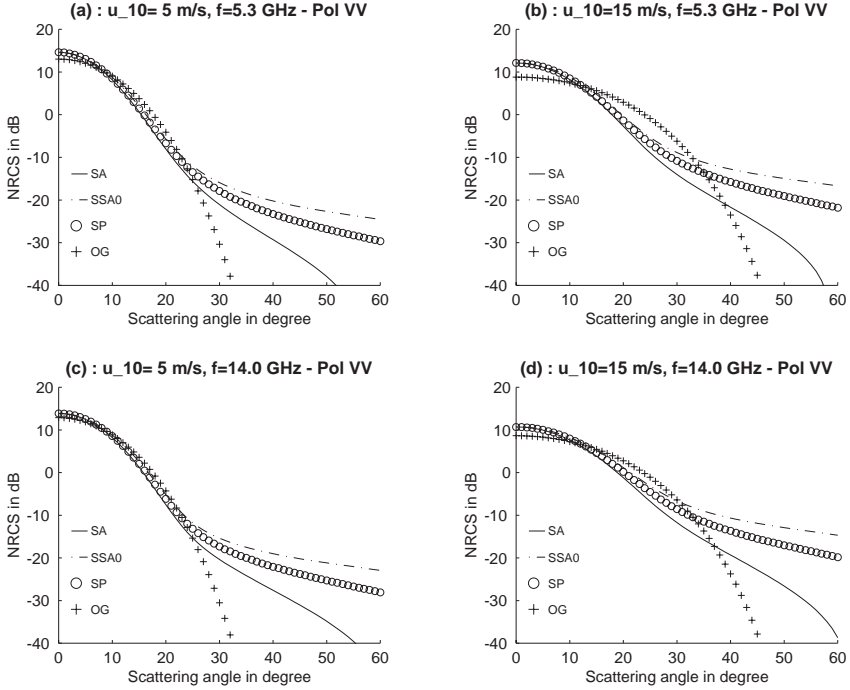 (a) : u_10= 5 m/s, f=5.3 GHz - Pol VV
20
10
0
-10
-20
-30
-40
NRCS in dB
SA
SSA0
SP
OG
0 10 20 30 40 50 60
Scattering angle in degree
(b) : u_10=15 m/s, f=5.3 GHz - Pol VV
20
10
0
-10
-20
-30
-40
NRCS in dB
SA
SSA0
SP
OG
0 10 20 30 40 50 60
Scattering angle in degree
(c) : u_10= 5 m/s, f=14.0 GHz - Pol VV
20
10
0
-10
-20
-30
-40
NRCS in dB
SA
SSA0
SP
OG
0 10 20 30 40 50 60
Scattering angle in degree
(d) : u_10=15 m/s, f=14.0 GHz - Pol VV
20
10
0
-10
-20
-30
-40
NRCS in dB
SA
SSA0
SP
OG
0 10 20 30 40 50 60
Scattering angle in degree